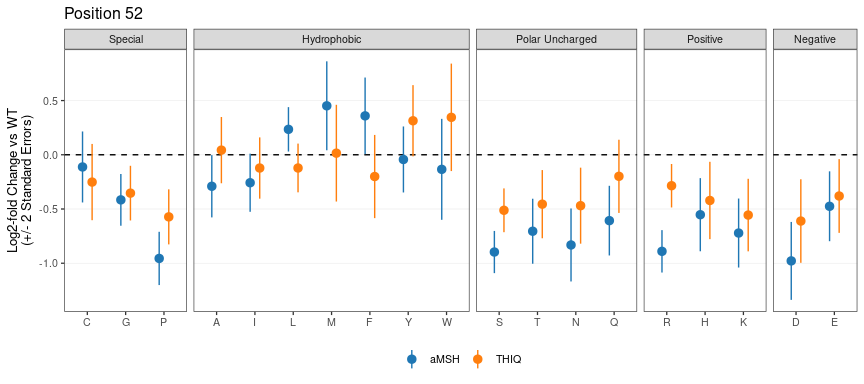 Position 52
Special Hydrophobic Polar Uncharged Positive Negative
Log2-fold Change vs WT
(+/- 2 Standard Errors)
0.5
0.0
-0.5
-1.0
C G P A I L M F Y W S T N Q R H K D E
aMSH THIQ